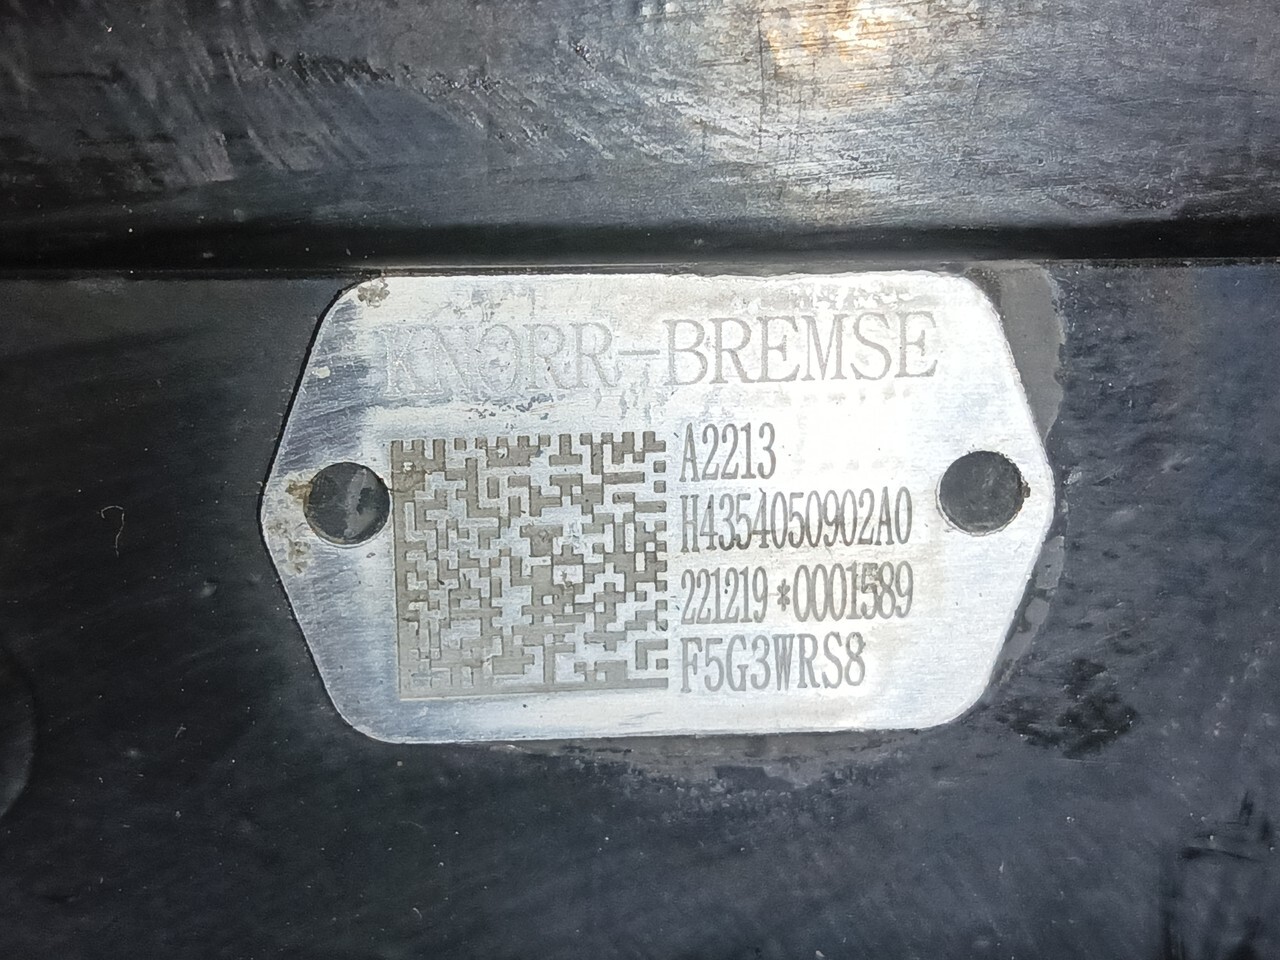 KNORR-BREMSE
A2213
H4354050902A0
221219*0001589
F5G3WRS8